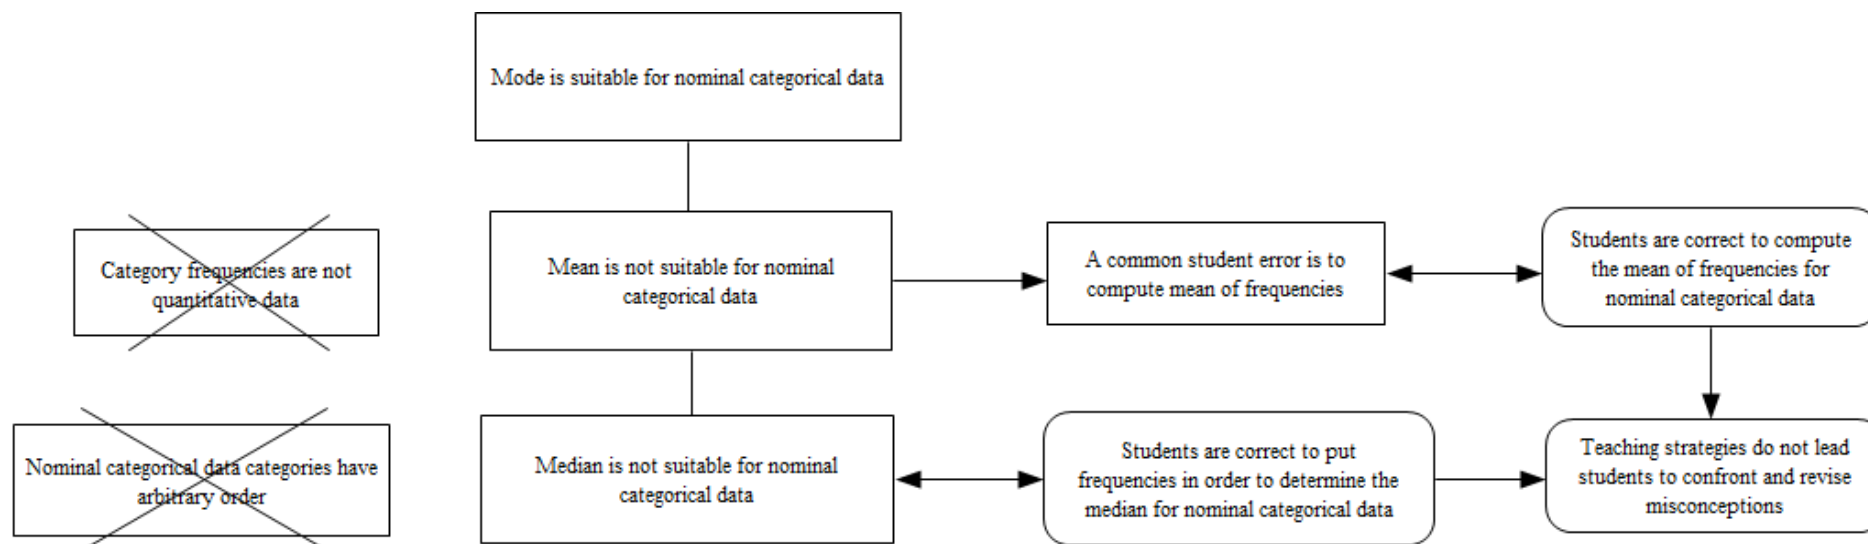 Mode is suitable for nominal categorical data
Category frequencies are not
quantitative data
Mean is not suitable for nominal
categorical data
A common student error is to
compute mean of frequencies
Students are correct to compute
the mean of frequencies for
nominal categorical data
Nominal categorical data categories have
arbitrary order
Median is not suitable for nominal
categorical data
Students are correct to put
frequencies in order to determine the
median for nominal categorical data
Teaching strategies do not lead
students to confront and revise
misconceptions